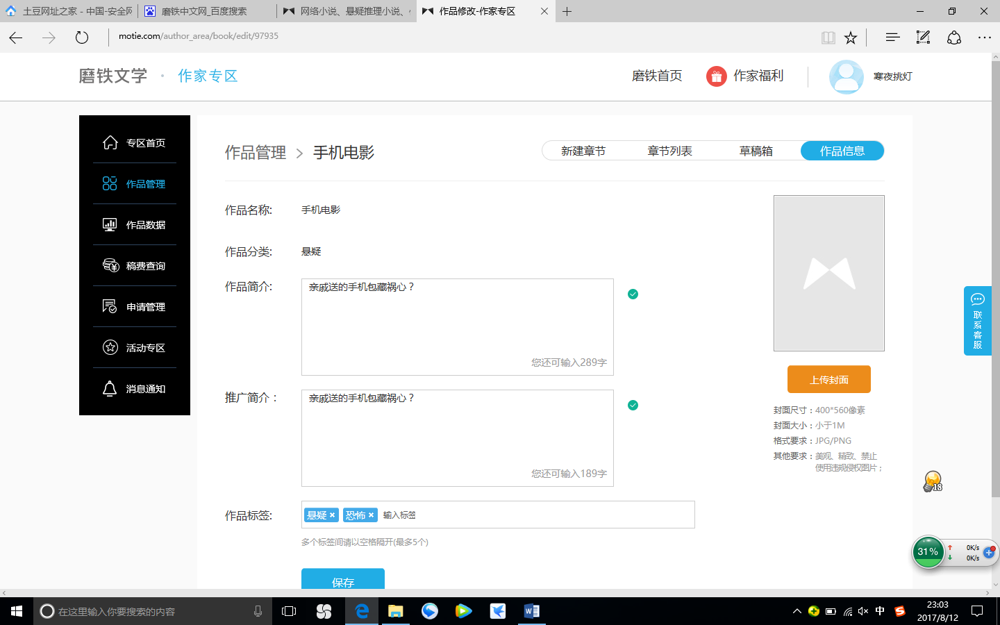 土豆网址之家 - 中国-安全网
磨铁中文网_百度搜索
网络小说、悬疑推理小说、
作品修改-作家专区
motie.com/author_area/book/edit/97935
磨铁文学 · 作家专区
磨铁首页
作家福利
寒夜挑灯
专区首页
作品管理
作品数据
稿费查询
申请管理
活动专区
消息通知
作品管理 > 手机电影
新建章节
章节列表
草稿箱
作品信息
作品名称: 手机电影
作品分类: 悬疑
作品简介: 亲戚送的手机包藏祸心？
您还可输入289字
推广简介： 亲戚送的手机包藏祸心？
您还可输入189字
作品标签: 悬疑 × 恐怖 × 输入标签
多个标签间请以空格隔开(最多5个)
保存
上传封面
封面尺寸：400*560像素
封面大小：小于1M
格式要求：JPG/PNG
其他要求：美观、精致、禁止
使用违规侵权图片；
联系客服
18
31%
0K/s
0K/s
在这里输入你要搜索的内容
中
23:03
2017/8/12